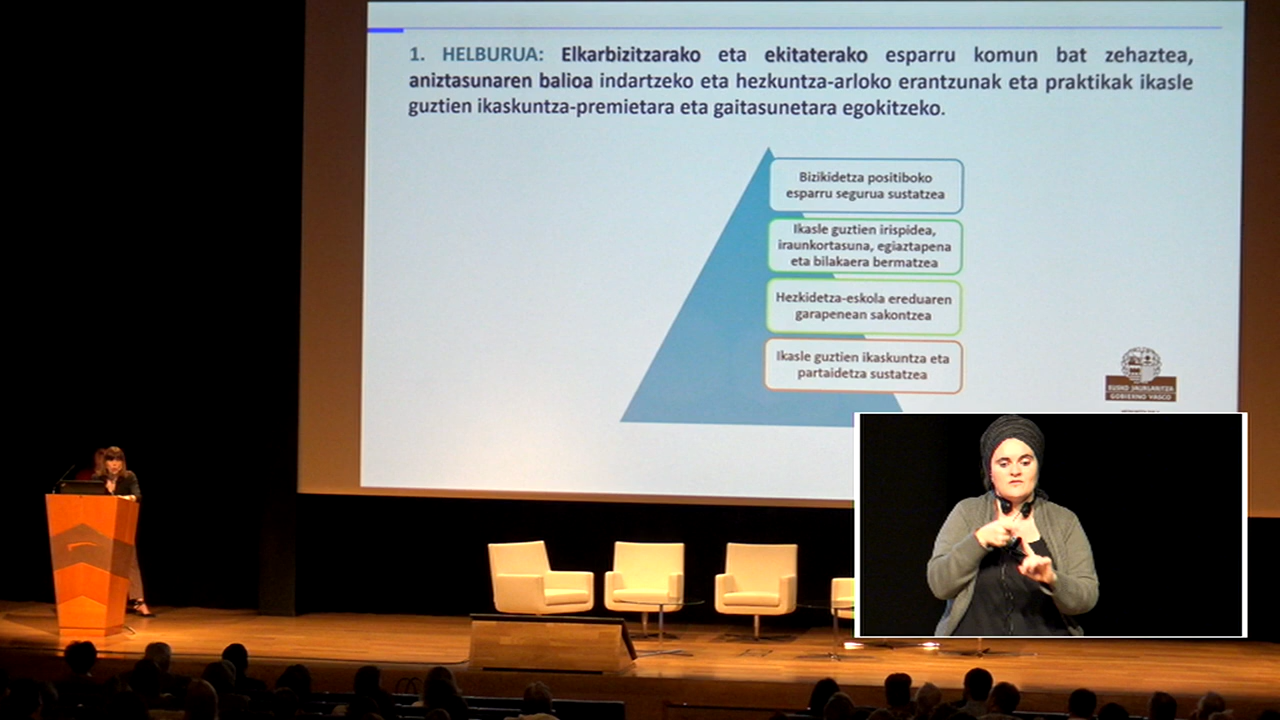 1. HELBURUA: Elkarbizitzarako eta ekitaterako esparru komun bat zehaztea,
aniztasunaren balioa indartzeko eta hezkuntza-arloko erantzunak eta praktikak ikasle
guztien ikaskuntza-premietara eta gaitasunetara egokitzeko.
Bizikidetza positiboko
esparru segurua sustatzea
Ikasle guztien irispidea,
iraunkortasuna, egiaztapena
eta bilakaera bermatzea
Hezkidetza-eskola ereduaren
garapenean sakontzea
Ikasle guztien ikaskuntza eta
partaidetza sustatzea
EUSKO JAURLARITZA
GOBIERNO VASCO